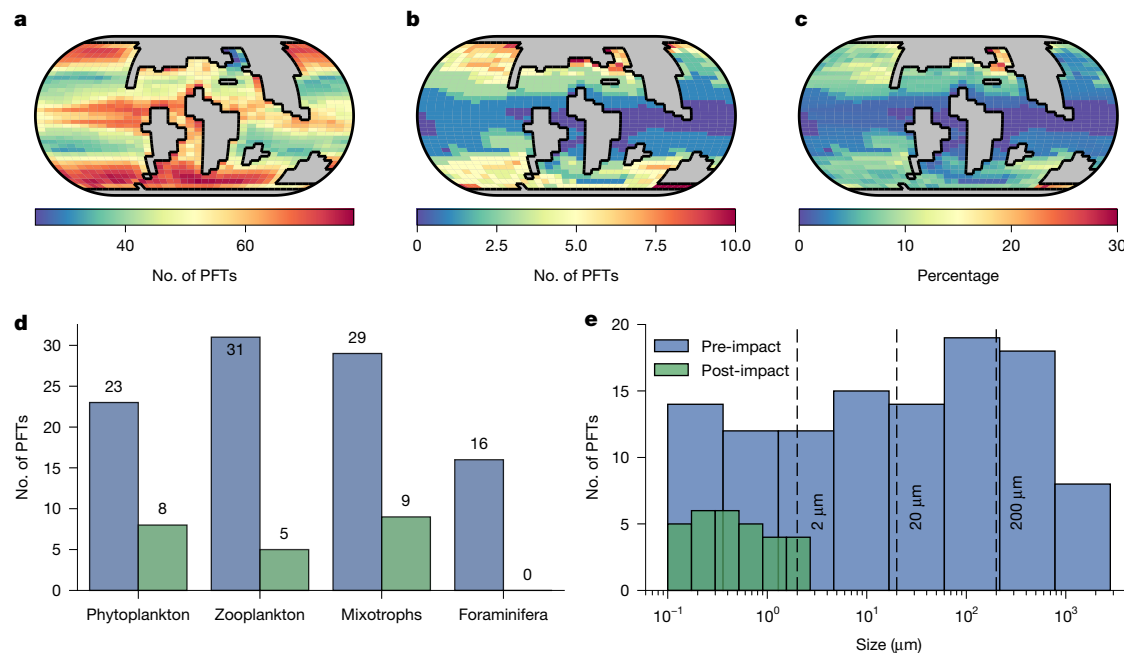 a
b
c
40 60
No. of PFTs
0 2.5 5.0 7.5 10.0
No. of PFTs
0 10 20 30
Percentage
d
30
25
20
15
10
5
0
No. of PFTs
23
8
31
5
29
9
16
0
Phytoplankton Zooplankton Mixotrophs Foraminifera
e
20
15
10
5
0
No. of PFTs
Pre-impact
Post-impact
2 μm
20 μm
200 μm
10⁻¹ 10⁰ 10¹ 10² 10³
Size (μm)